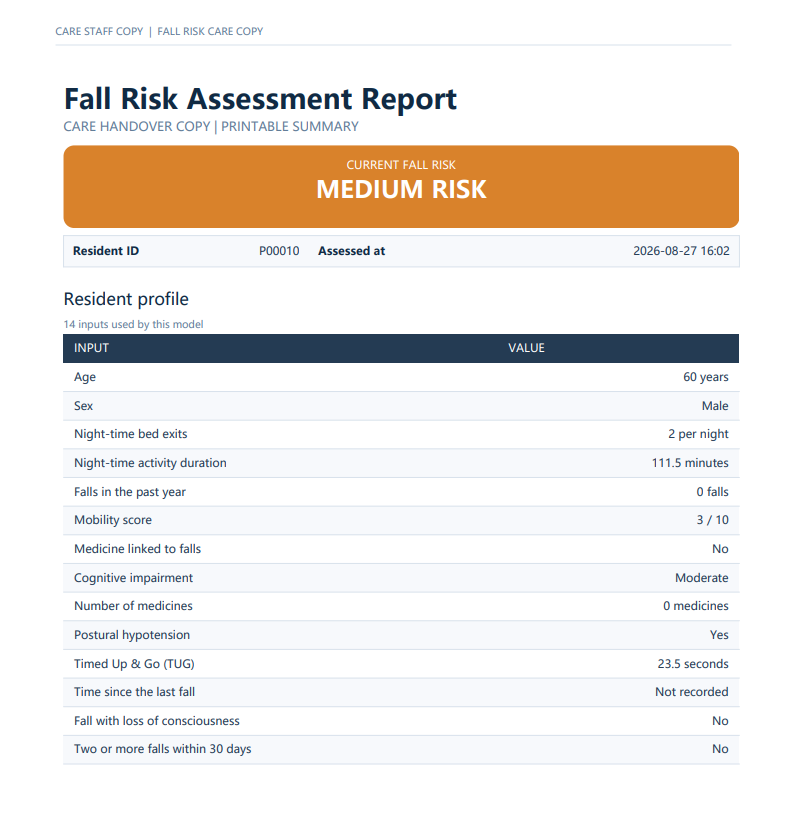 CARE STAFF COPY | FALL RISK CARE COPY
Fall Risk Assessment Report
CARE HANDOVER COPY | PRINTABLE SUMMARY
CURRENT FALL RISK
MEDIUM RISK
Resident ID P00010 Assessed at 2026-08-27 16:02
Resident profile
14 inputs used by this model
INPUT VALUE
Age 60 years
Sex Male
Night-time bed exits 2 per night
Night-time activity duration 111.5 minutes
Falls in the past year 0 falls
Mobility score 3 / 10
Medicine linked to falls No
Cognitive impairment Moderate
Number of medicines 0 medicines
Postural hypotension Yes
Timed Up & Go (TUG) 23.5 seconds
Time since the last fall Not recorded
Fall with loss of consciousness No
Two or more falls within 30 days No